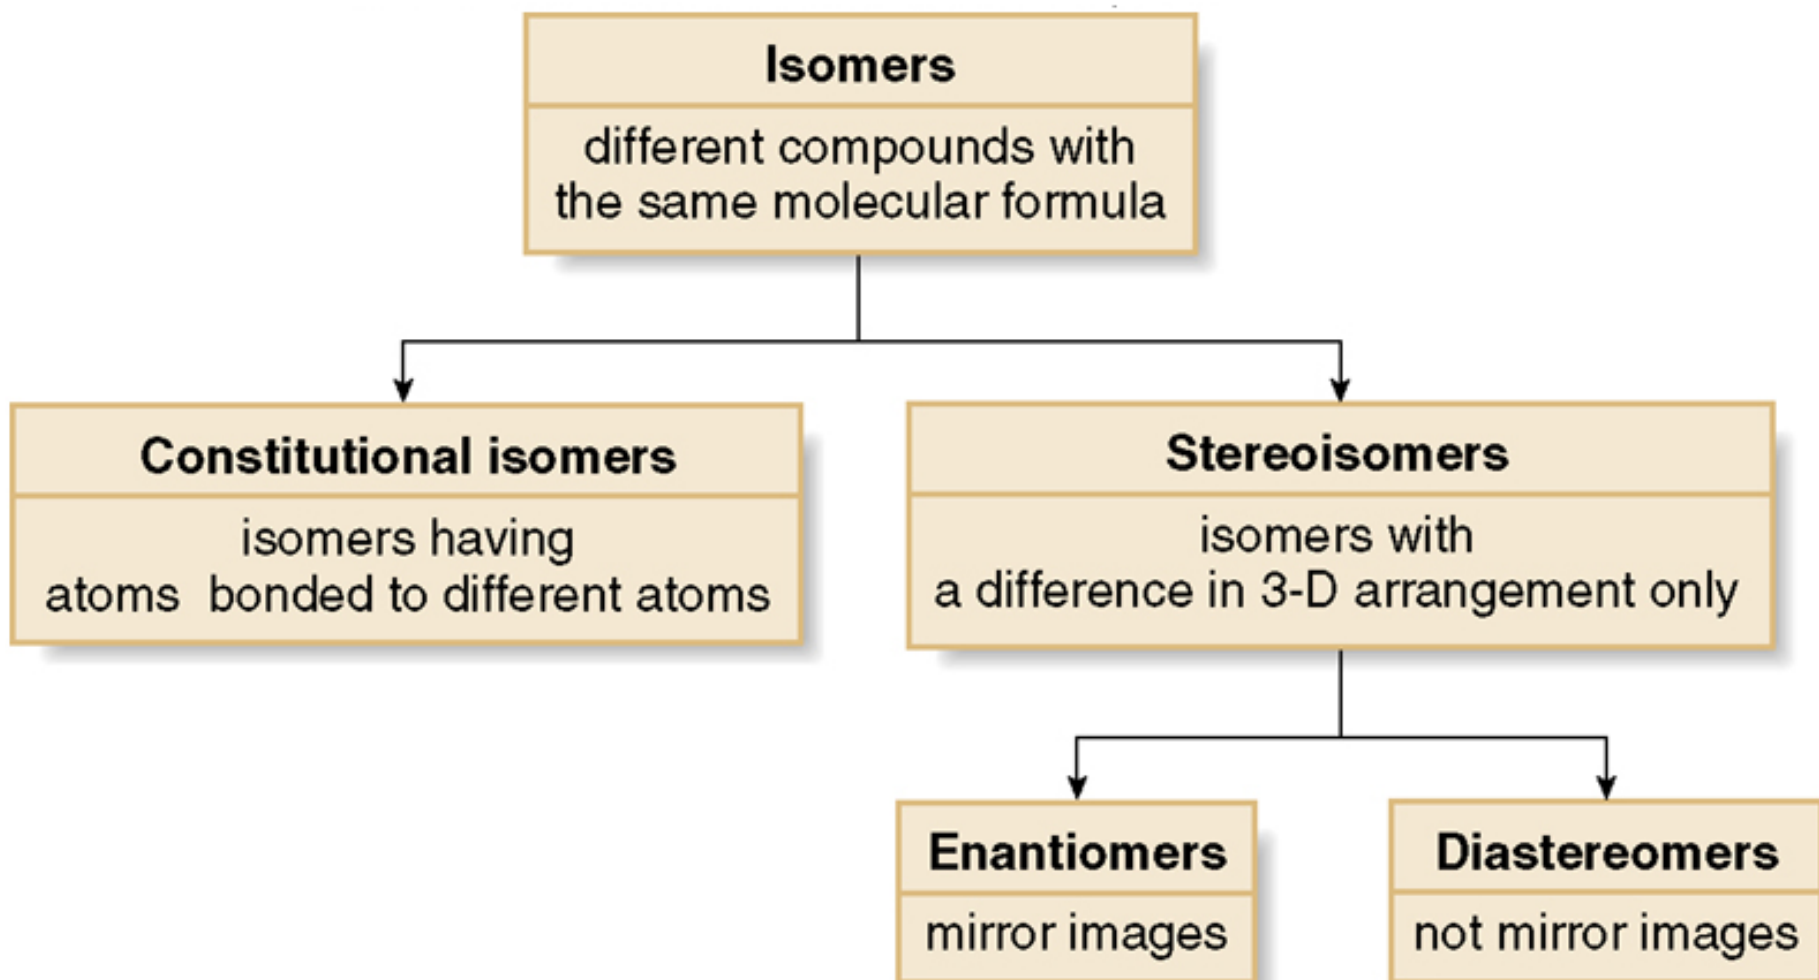 Isomers
different compounds with
the same molecular formula
Constitutional isomers
isomers having
atoms bonded to different atoms
Stereoisomers
isomers with
a difference in 3-D arrangement only
Enantiomers
mirror images
Diastereomers
not mirror images